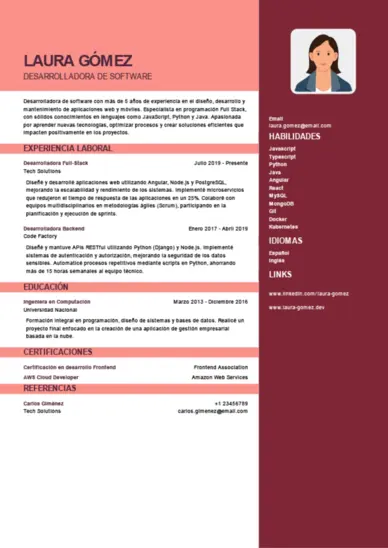 LAURA GÓMEZ
DESARROLLADORA DE SOFTWARE
Desarrolladora de software con más de 5 años de experiencia en el diseño, desarrollo y
mantenimiento de aplicaciones web y móviles. Especialista en programación Full Stack,
con sólidos conocimientos en lenguajes como JavaScript, Python y Java. Apasionada
por aprender nuevas tecnologías, optimizar procesos y crear soluciones eficientes que
impacten positivamente en los proyectos.
EXPERIENCIA LABORAL
Desarrolladora Full-Stack Julio 2019 - Presente
Tech Solutions
Diseñé y desarrollé aplicaciones web utilizando Angular, Node.js y PostgreSQL,
mejorando la escalabilidad y rendimiento de los sistemas. Implementé microservicios
que redujeron el tiempo de respuesta de las aplicaciones en un 25%. Colaboré con
equipos multidisciplinarios en metodologías ágiles (Scrum), participando en la
planificación y ejecución de sprints.
Desarrolladora Backend Enero 2017 - Abril 2019
Code Factory
Diseñé y mantuve APIs RESTful utilizando Python (Django) y Node.js. Implementé
sistemas de autenticación y autorización, mejorando la seguridad de los datos
sensibles. Automaticé procesos repetitivos mediante scripts en Python, ahorrando
más de 15 horas semanales al equipo técnico.
EDUCACIÓN
Ingeniera en Computación Marzo 2013 - Diciembre 2016
Universidad Nacional
Formación integral en programación, diseño de sistemas y bases de datos. Realicé un
proyecto final enfocado en la creación de una aplicación de gestión empresarial
basada en la nube.
CERTIFICACIONES
Certificación en desarrollo Frontend Frontend Association
AWS Cloud Developer Amazon Web Services
REFERENCIAS
Carlos Giménez +1 23456789
Tech Solutions carlos.gimenez@email.com
Email
laura.gomez@email.com
HABILIDADES
Javascript
Typescript
Python
Java
Angular
React
MySQL
MongoDB
Git
Docker
Kubernetes
IDIOMAS
Español
Inglés
LINKS
www.linkedin.com/laura-gomez
www.laura-gomez.dev